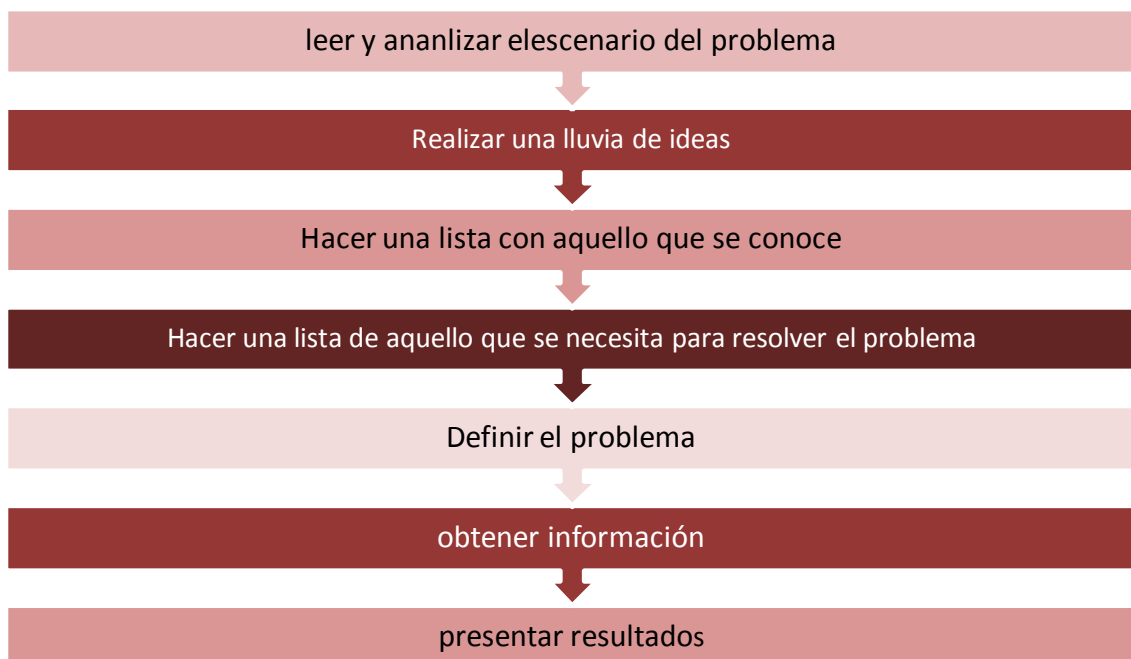 leer y ananlizar elescenario del problema
Realizar una lluvia de ideas
Hacer una lista con aquello que se conoce
Hacer una lista de aquello que se necesita para resolver el problema
Definir el problema
obtener información
presentar resultados